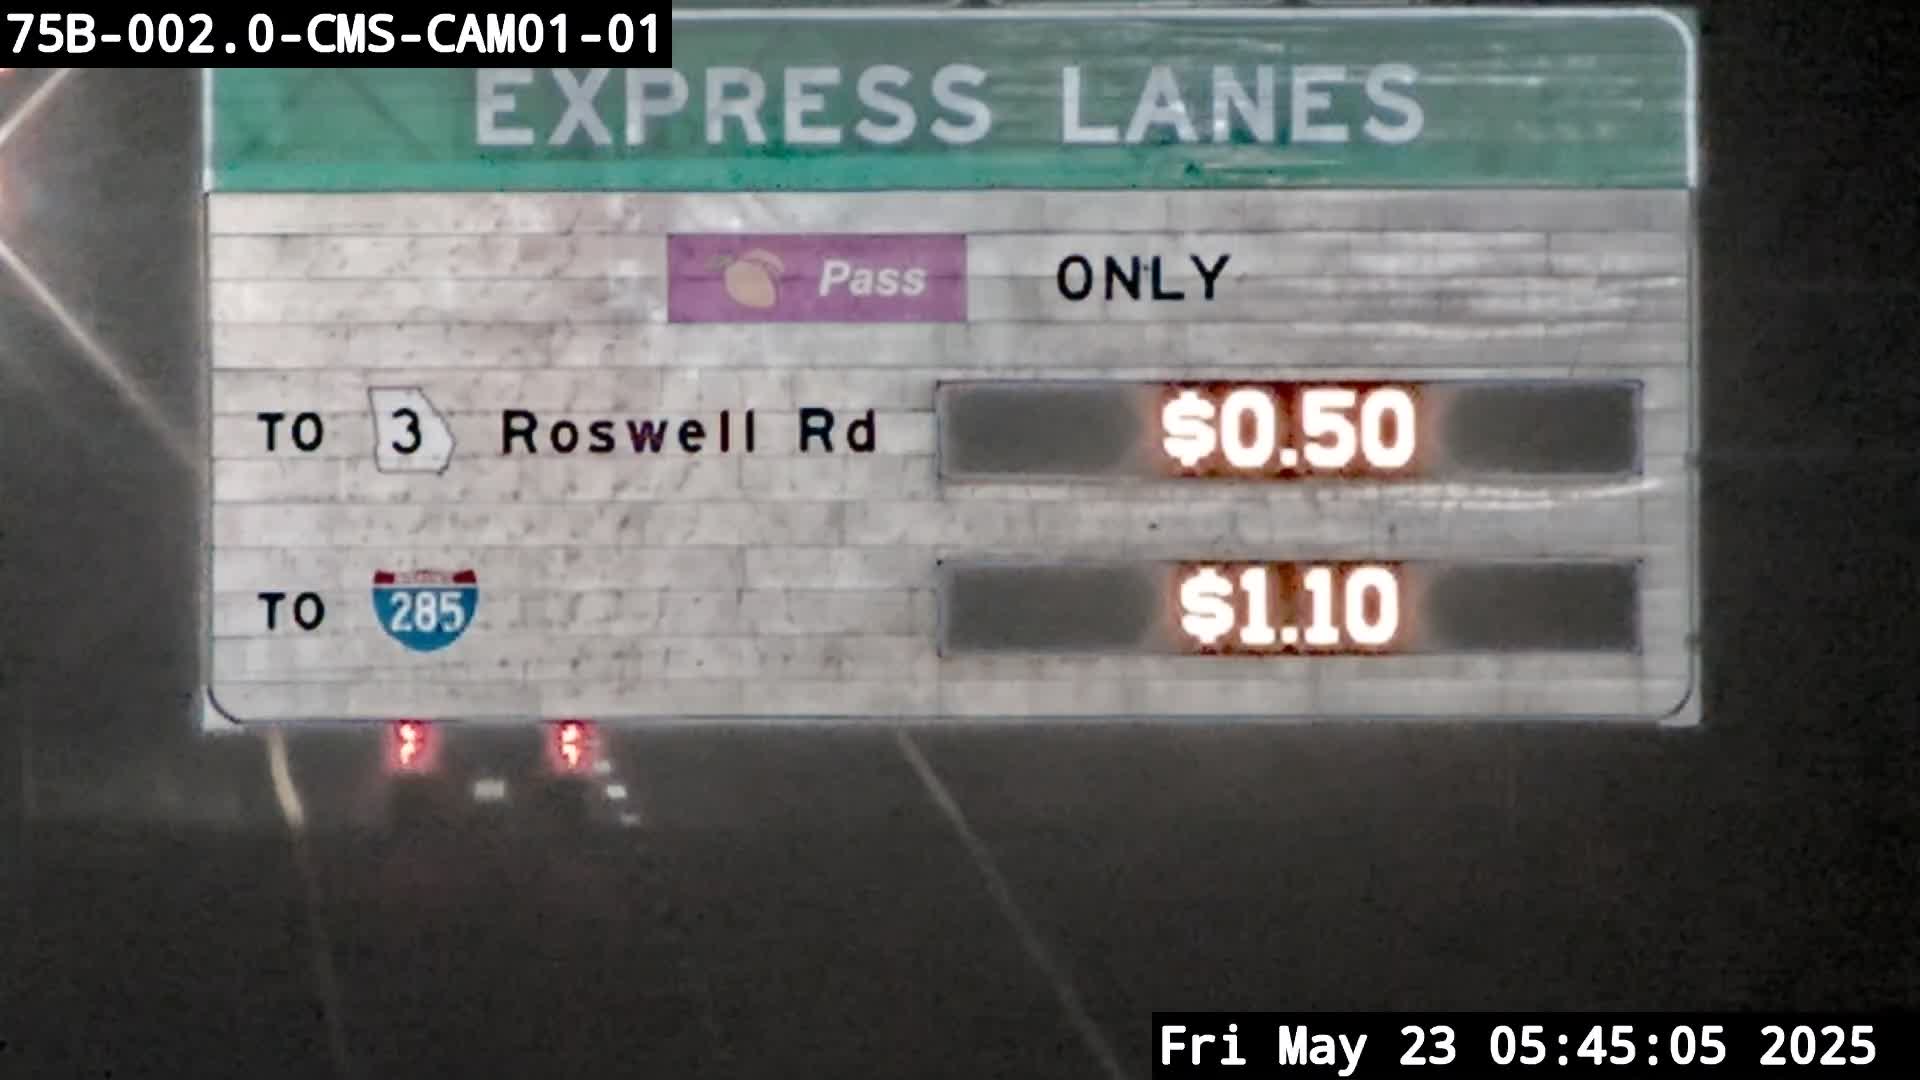 75B-002.0-CMS-CAM01-01
EXPRESS LANES
Pass ONLY
TO 3 Roswell Rd $0.50
TO 285 $1.10
Fri May 23 05:45:05 2025